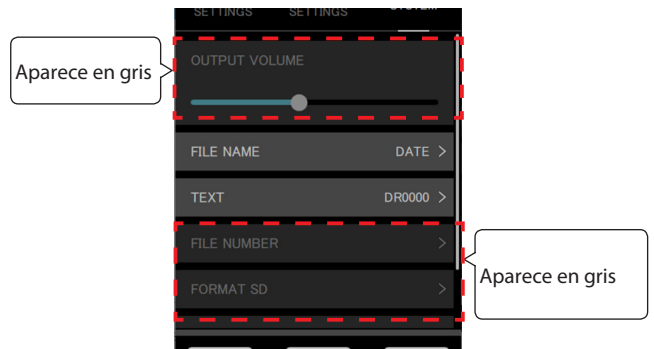 SETTINGS SETTINGS SYSTEM
OUTPUT VOLUME
Aparece en gris
FILE NAME DATE >
TEXT DR0000 >
FILE NUMBER >
Aparece en gris
FORMAT SD >